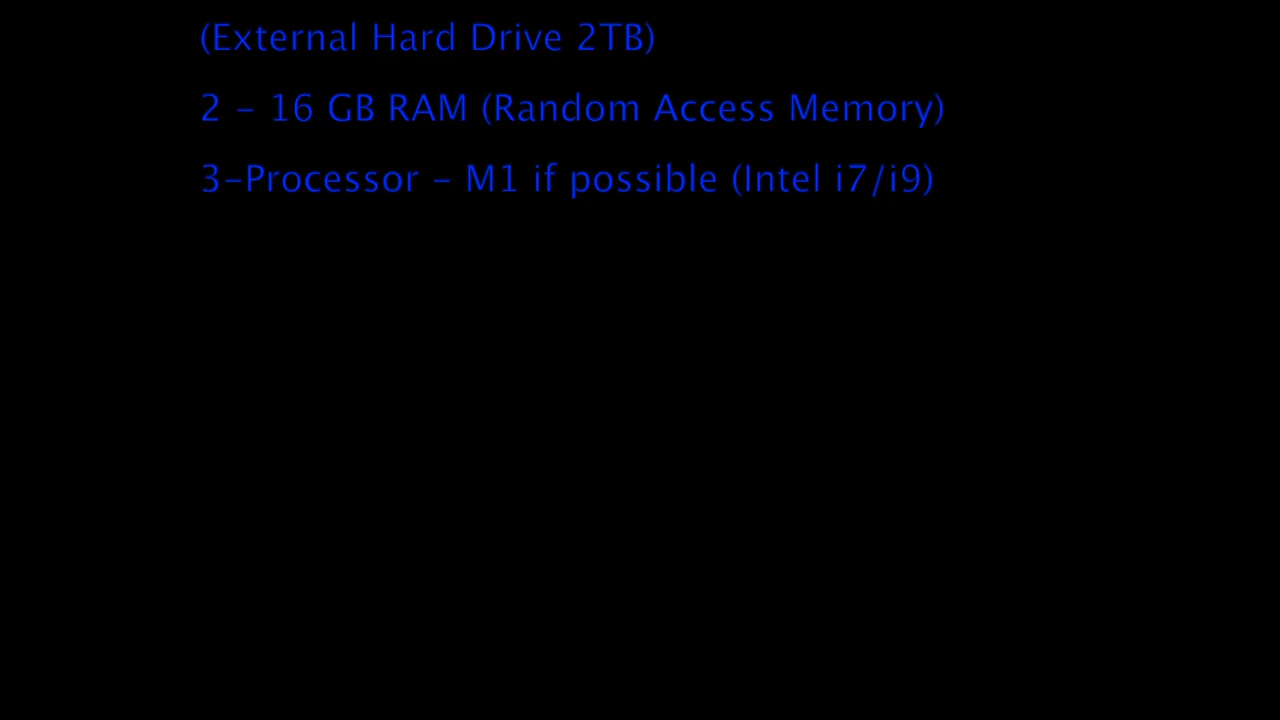 (External Hard Drive 2TB)
2 – 16 GB RAM (Random Access Memory)
3–Processor – M1 if possible (Intel i7/i9)